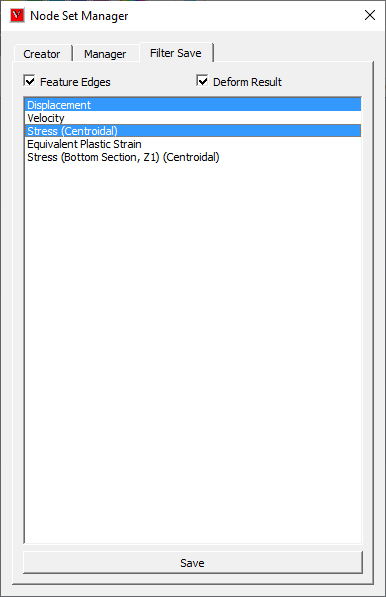 Node Set Manager
Creator Manager Filter Save
Feature Edges Deform Result
Displacement
Velocity
Stress (Centroidal)
Equivalent Plastic Strain
Stress (Bottom Section, Z1) (Centroidal)
Save